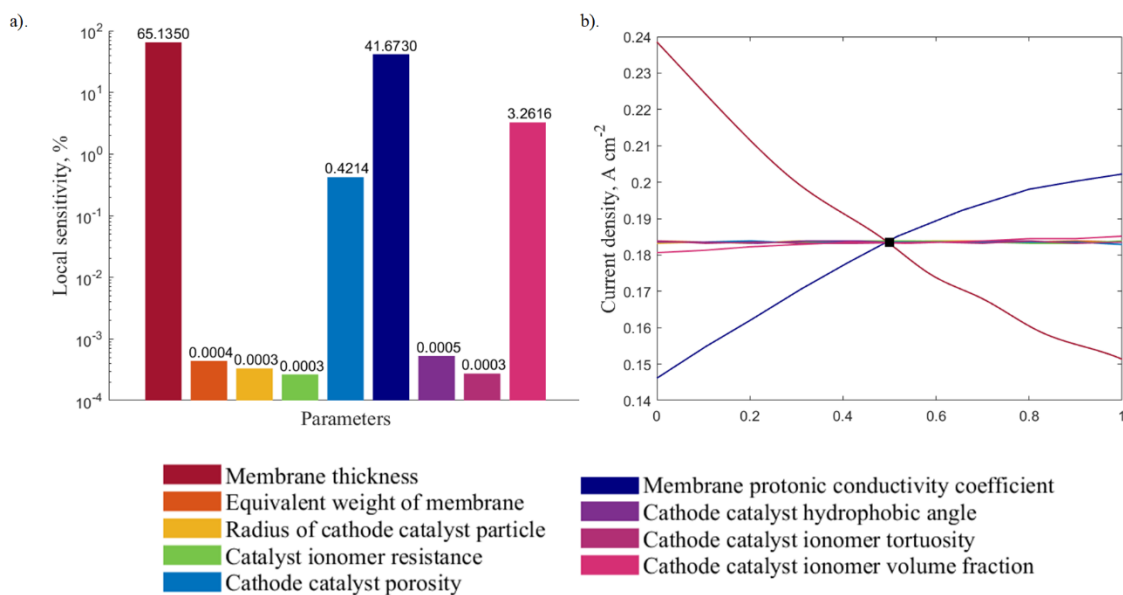 a).
10^2
10^1
10^0
10^-1
10^-2
10^-3
10^-4
Local sensitivity, %
65.1350
0.0004
0.0003
0.0003
0.4214
41.6730
0.0005
0.0003
3.2616
Parameters
b).
0.24
0.23
0.22
0.21
0.2
0.19
0.18
0.17
0.16
0.15
0.14
Current density, A cm^-2
0 0.2 0.4 0.6 0.8 1
Membrane thickness
Equivalent weight of membrane
Radius of cathode catalyst particle
Catalyst ionomer resistance
Cathode catalyst porosity
Membrane protonic conductivity coefficient
Cathode catalyst hydrophobic angle
Cathode catalyst ionomer tortuosity
Cathode catalyst ionomer volume fraction